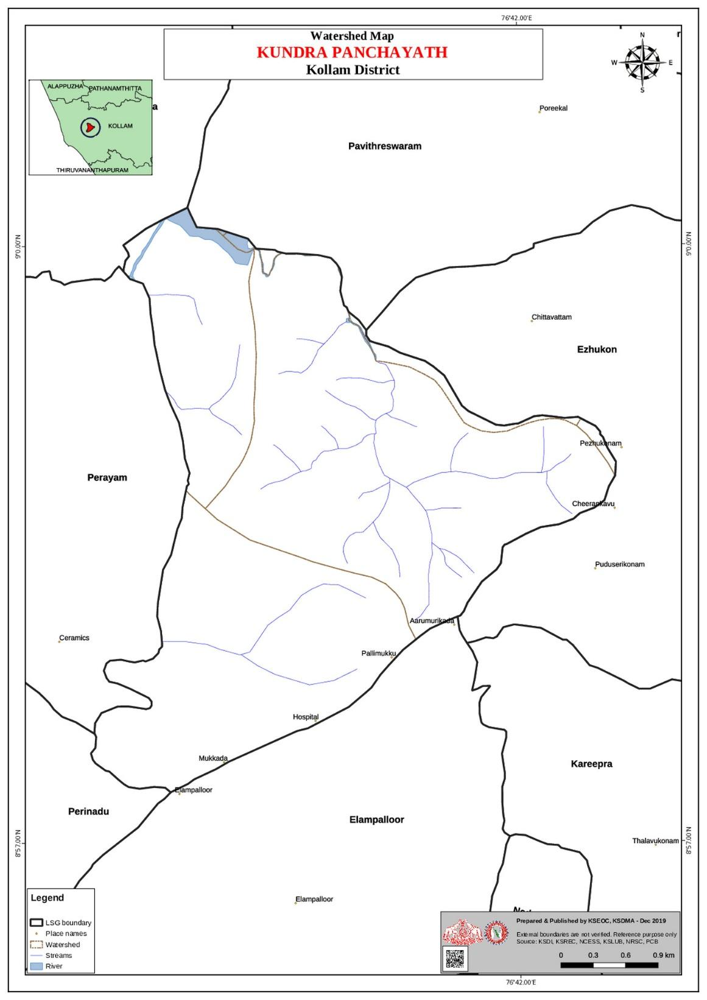 76°42.00'E
Watershed Map
KUNDRA PANCHAYATH
Kollam District
N
W
E
S
ALAPPUZHA
PATHANAMTHITTA
KOLLAM
THIRUVANANTHAPURAM
a
r
Poreekal
Pavithreswaram
9°0.00'N
9°0.00'N
Chittavattam
Ezhukon
Pezhukonam
Perayam
Cheerankavu
Puduserikonam
Aarumurikada
Ceramics
Pallimukku
Hospital
Mukkada
Kareepra
Elampalloor
Perinadu
Elampalloor
8°57.00'N
8°57.00'N
Thalavukonam
Elampalloor
Legend
LSG boundary
Place names
Watershed
Streams
River
Prepared & Published by KSEOC, KSDMA - Dec 2019
External boundaries are not verified. Reference purpose only
Source: KSDI, KSREC, NCESS, KSLUB, NRSC, PCB
0 0.3 0.6 0.9 km
76°42.00'E